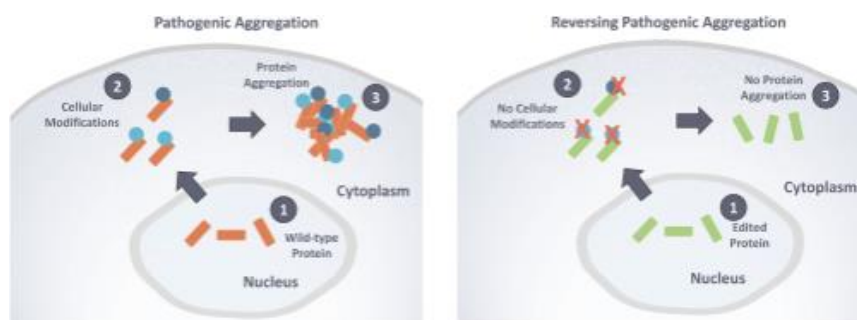 Pathogenic Aggregation
2
Cellular
Modifications
Protein
Aggregation
3
Cytoplasm
1
Wild-type
Protein
Nucleus
Reversing Pathogenic Aggregation
2
No Cellular
Modifications
No Protein
Aggregation
3
Cytoplasm
1
Edited
Protein
Nucleus